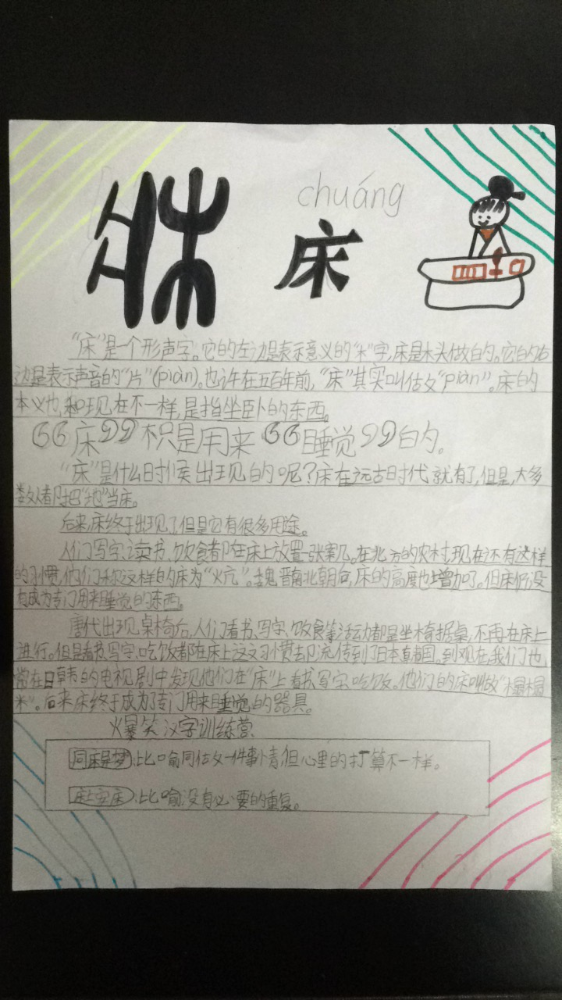 chuáng
牀 床
“床”是一个形声字。它的左边是表示意义的“木”字,床是木头做的。它的右
边是表示声音的“片”(piàn)。也许在五百年前,“床”其实叫做“piàn”。床的
本义也和现在不一样,是指坐卧的东西。
“床”不只是用来“睡觉”的。
“床”是什么时候出现的呢?床在远古时代就有了,但是,大多
数人都把“地”当床。
后来,床终于出现了,但是它有很多用途。
人们写字、读书、饮食都在床上放置一张案几。在北方的农村,现在还有这样
的习惯,他们称这样的床为“火亢”。魏晋南北朝向,床的高度也增加了。但床仍没
有成为专门用来睡觉的东西。
唐代出现桌椅后,人们看书、写字、饮食等活动都是坐椅据桌,不再在床上
进行。但是看书、写字、吃饭都在床上这文习惯却流传到了日本、韩国。到现在,我们也
常在日韩的电视剧中发现他们在“床”上看书、写字、吃饭。他们的床叫做“榻榻
米”。后来床终于成为了专门用来睡觉的器具。
火暴笑汉字训练营
同床异梦:比喻同做一件事情,但心里的打算不一样。
床上安床:比喻没有必要的重复。